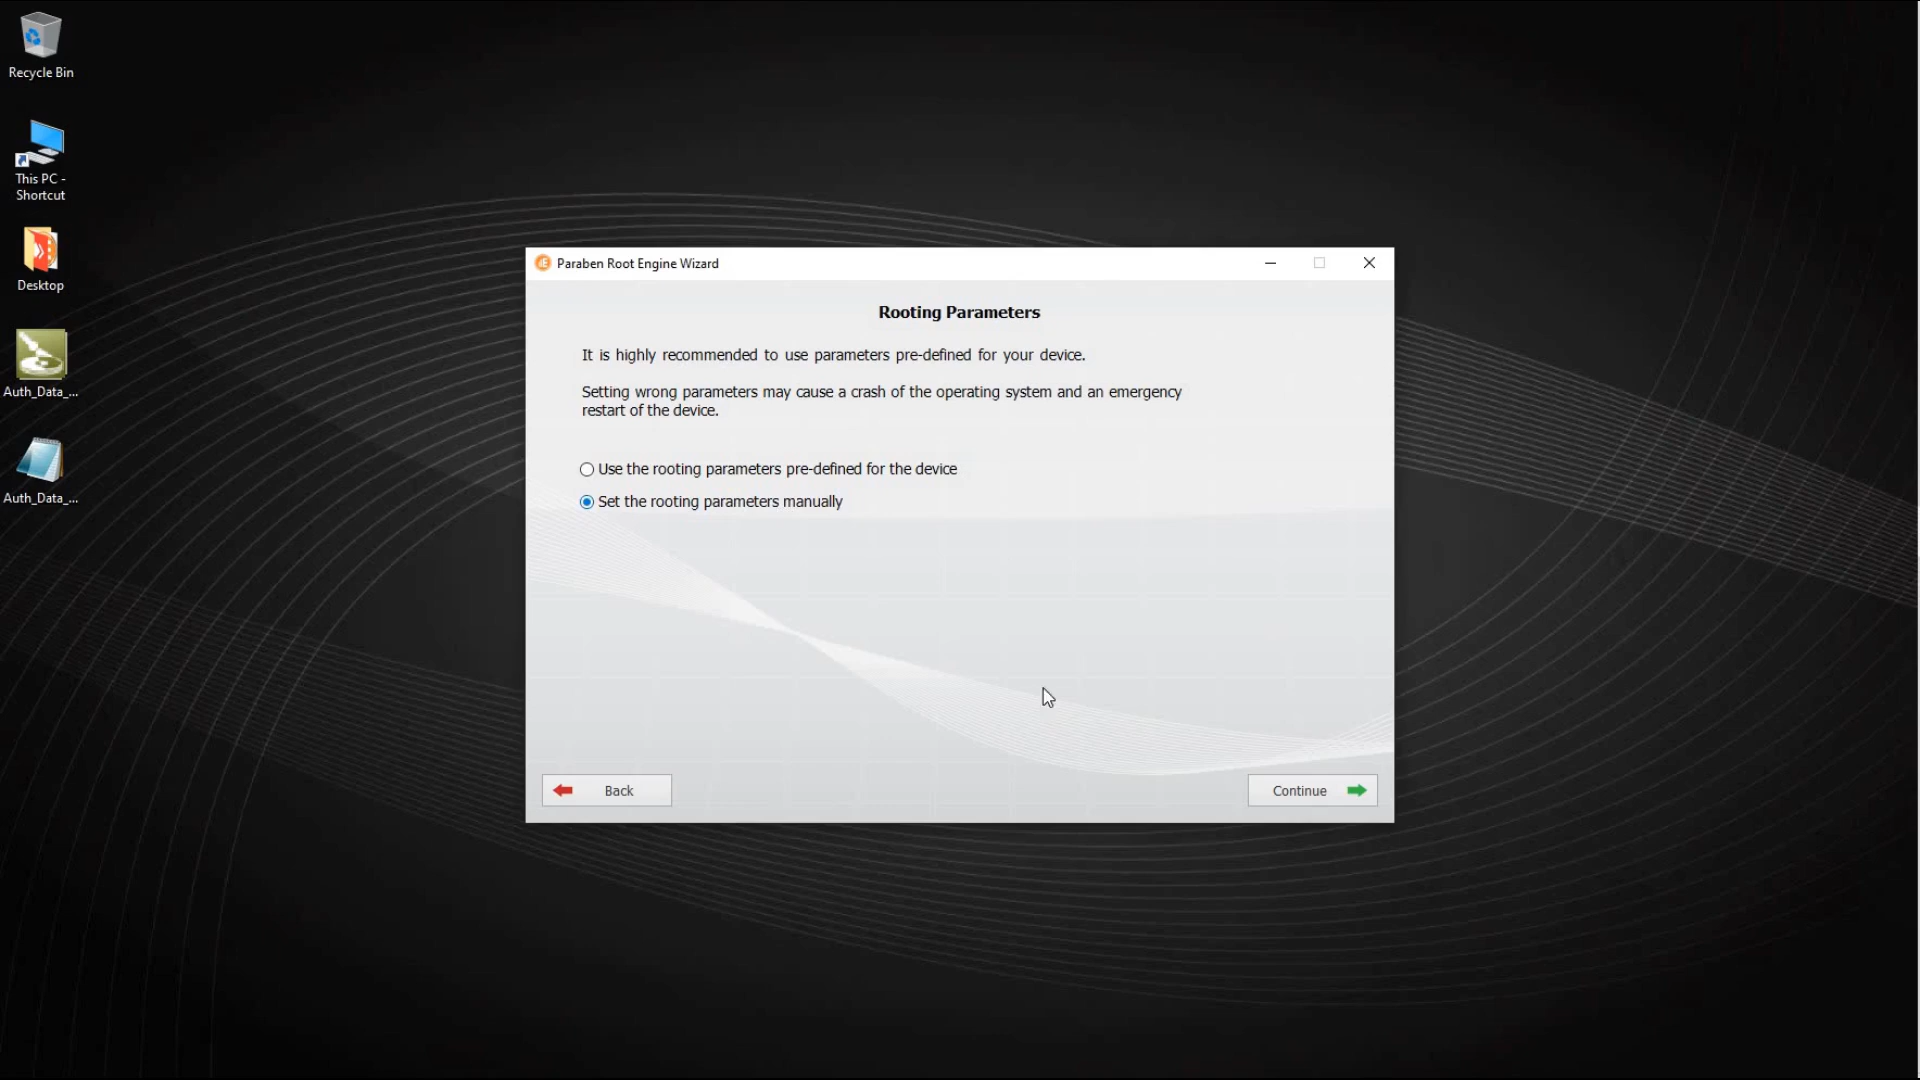 Recycle Bin
This PC -
Shortcut
Desktop
Auth_Data_...
Auth_Data_...
Paraben Root Engine Wizard
Rooting Parameters
It is highly recommended to use parameters pre-defined for your device.
Setting wrong parameters may cause a crash of the operating system and an emergency
restart of the device.
Use the rooting parameters pre-defined for the device
Set the rooting parameters manually
Back
Continue